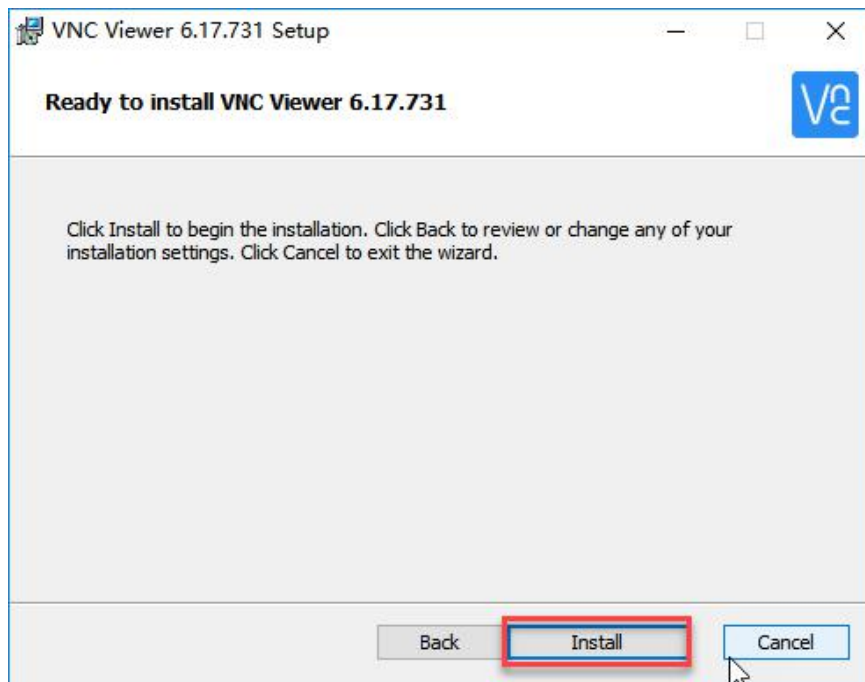 VNC Viewer 6.17.731 Setup
Ready to install VNC Viewer 6.17.731
Click Install to begin the installation. Click Back to review or change any of your
installation settings. Click Cancel to exit the wizard.
Back Install Cancel